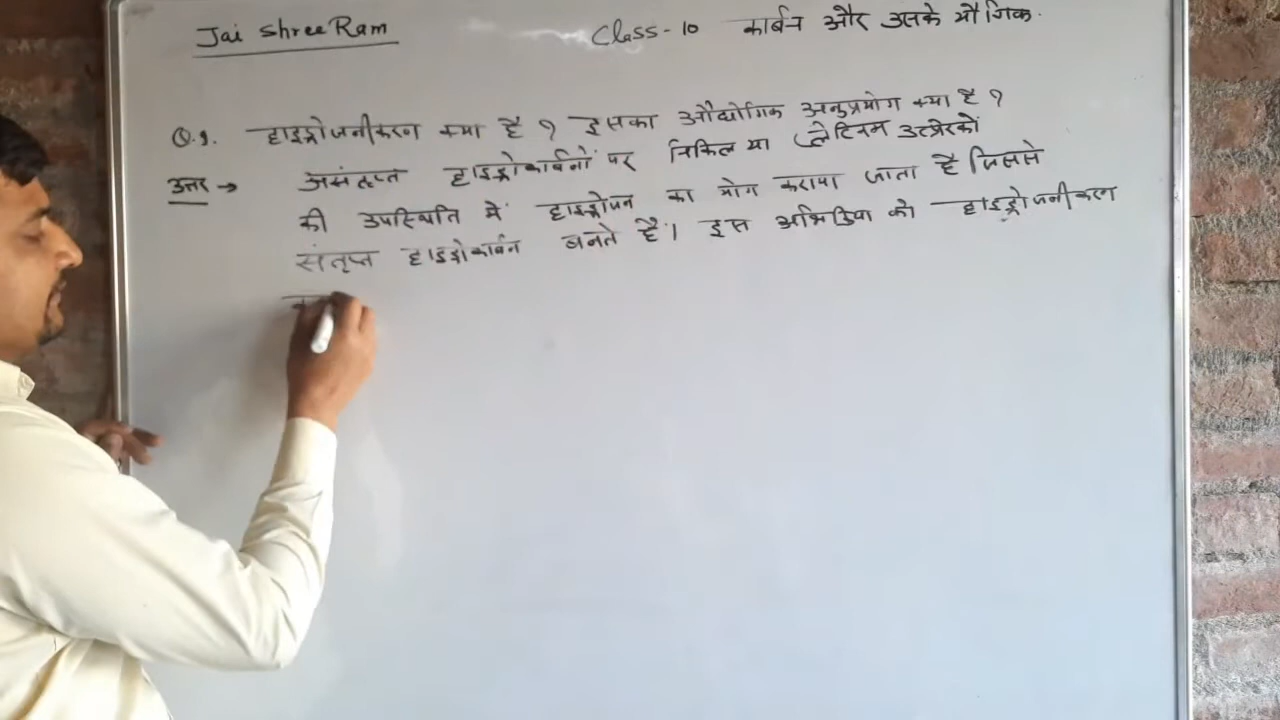 Jai Shree Ram
Class-10 कार्बन और उसके यौगिक.
Q.1. हाइड्रोजनीकरण क्या है ? इसका औद्योगिक अनुप्रयोग क्या है ?
उत्तर → असंतृप्त हाइड्रोकार्बनों पर निकिल या प्लेटिनम उत्प्रेरकों
की उपस्थिति में हाइड्रोजन का योग कराया जाता है जिससे
संतृप्त हाइड्रोकार्बन बनते है। इस अभिक्रिया को हाइड्रोजनीकरण